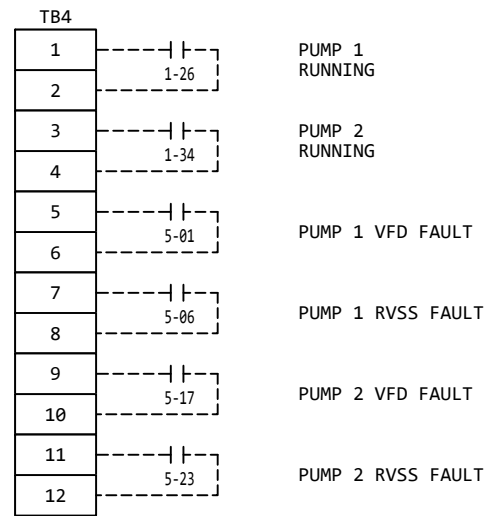 TB4
1
PUMP 1
RUNNING
1-26
2
3
PUMP 2
RUNNING
1-34
4
5
5-01
PUMP 1 VFD FAULT
6
7
5-06
PUMP 1 RVSS FAULT
8
9
5-17
PUMP 2 VFD FAULT
10
11
5-23
PUMP 2 RVSS FAULT
12